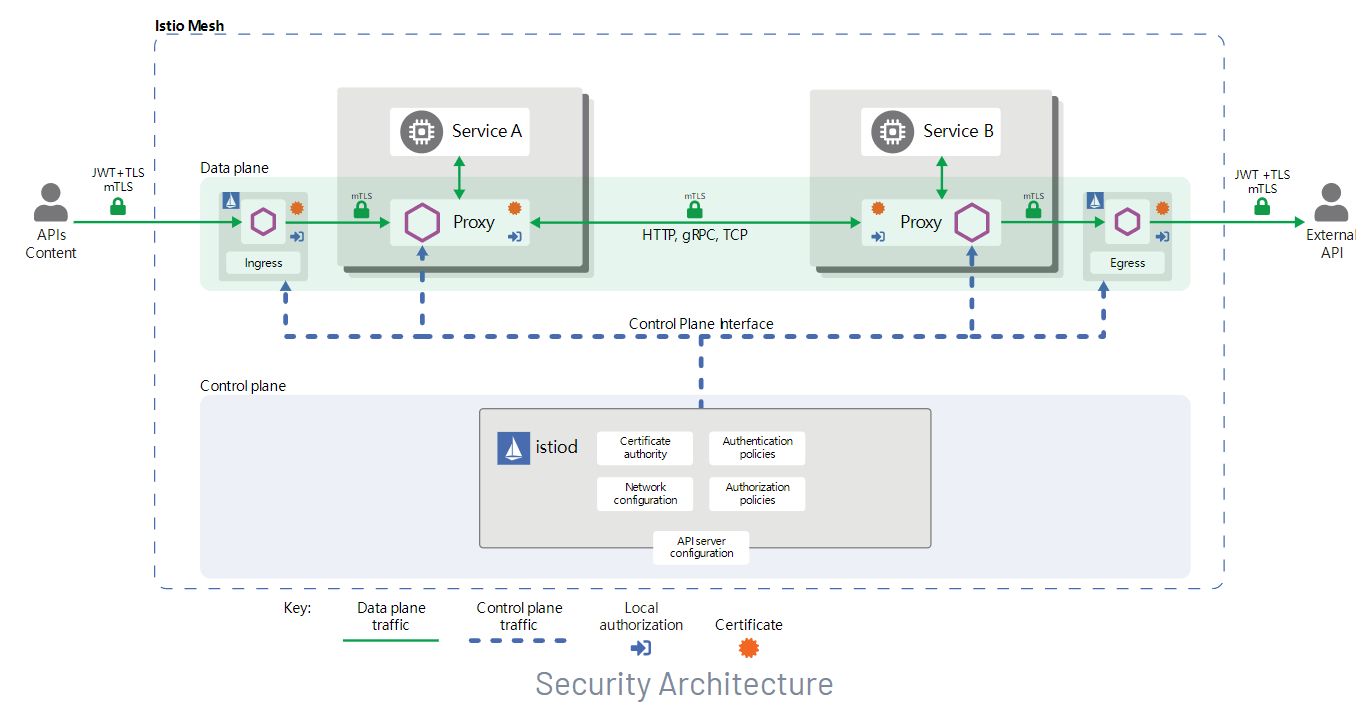 Istio Mesh
Service A
Service B
Data plane
JWT+TLS
mTLS
mTLS
mTLS
mTLS
JWT +TLS
mTLS
Proxy
Proxy
HTTP, gRPC, TCP
APIs
Content
External
API
Ingress
Egress
Control Plane Interface
Control plane
istiod
Certificate
authority
Authentication
policies
Network
configuration
Authorization
policies
API server
configuration
Key:
Data plane
traffic
Control plane
traffic
Local
authorization
Certificate
Security Architecture